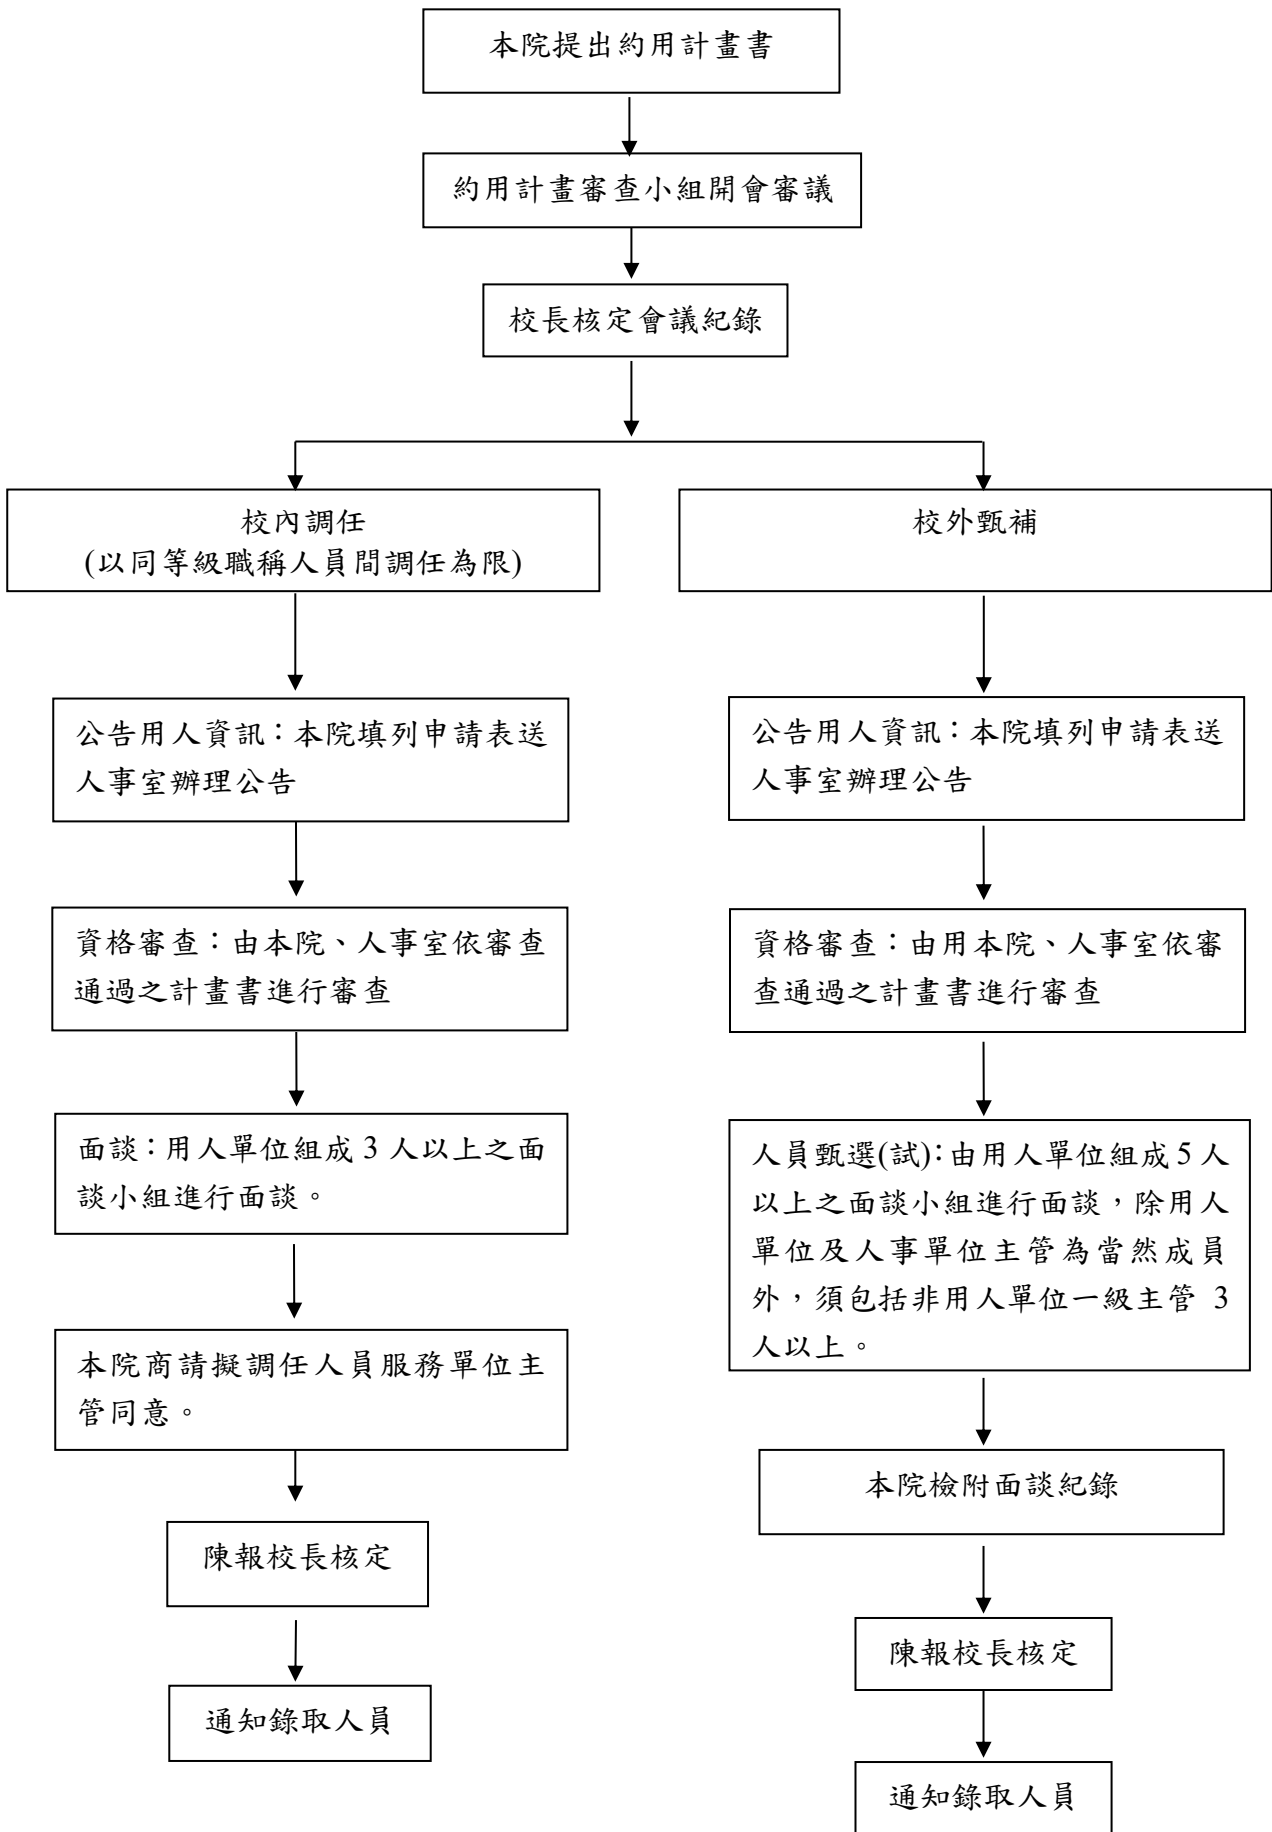 本院提出約用計畫書
約用計畫審查小組開會審議
校長核定會議紀錄
校內調任
(以同等級職稱人員間調任為限)
公告用人資訊：本院填列申請表送
人事室辦理公告
資格審查：由本院、人事室依審查
通過之計畫書進行審查
面談：用人單位組成 3 人以上之面
談小組進行面談。
本院商請擬調任人員服務單位主
管同意。
陳報校長核定
通知錄取人員
校外甄補
公告用人資訊：本院填列申請表送
人事室辦理公告
資格審查：由用本院、人事室依審
查通過之計畫書進行審查
人員甄選(試)：由用人單位組成 5 人
以上之面談小組進行面談，除用人
單位及人事單位主管為當然成員
外，須包括非用人單位一級主管 3
人以上。
本院檢附面談紀錄
陳報校長核定
通知錄取人員